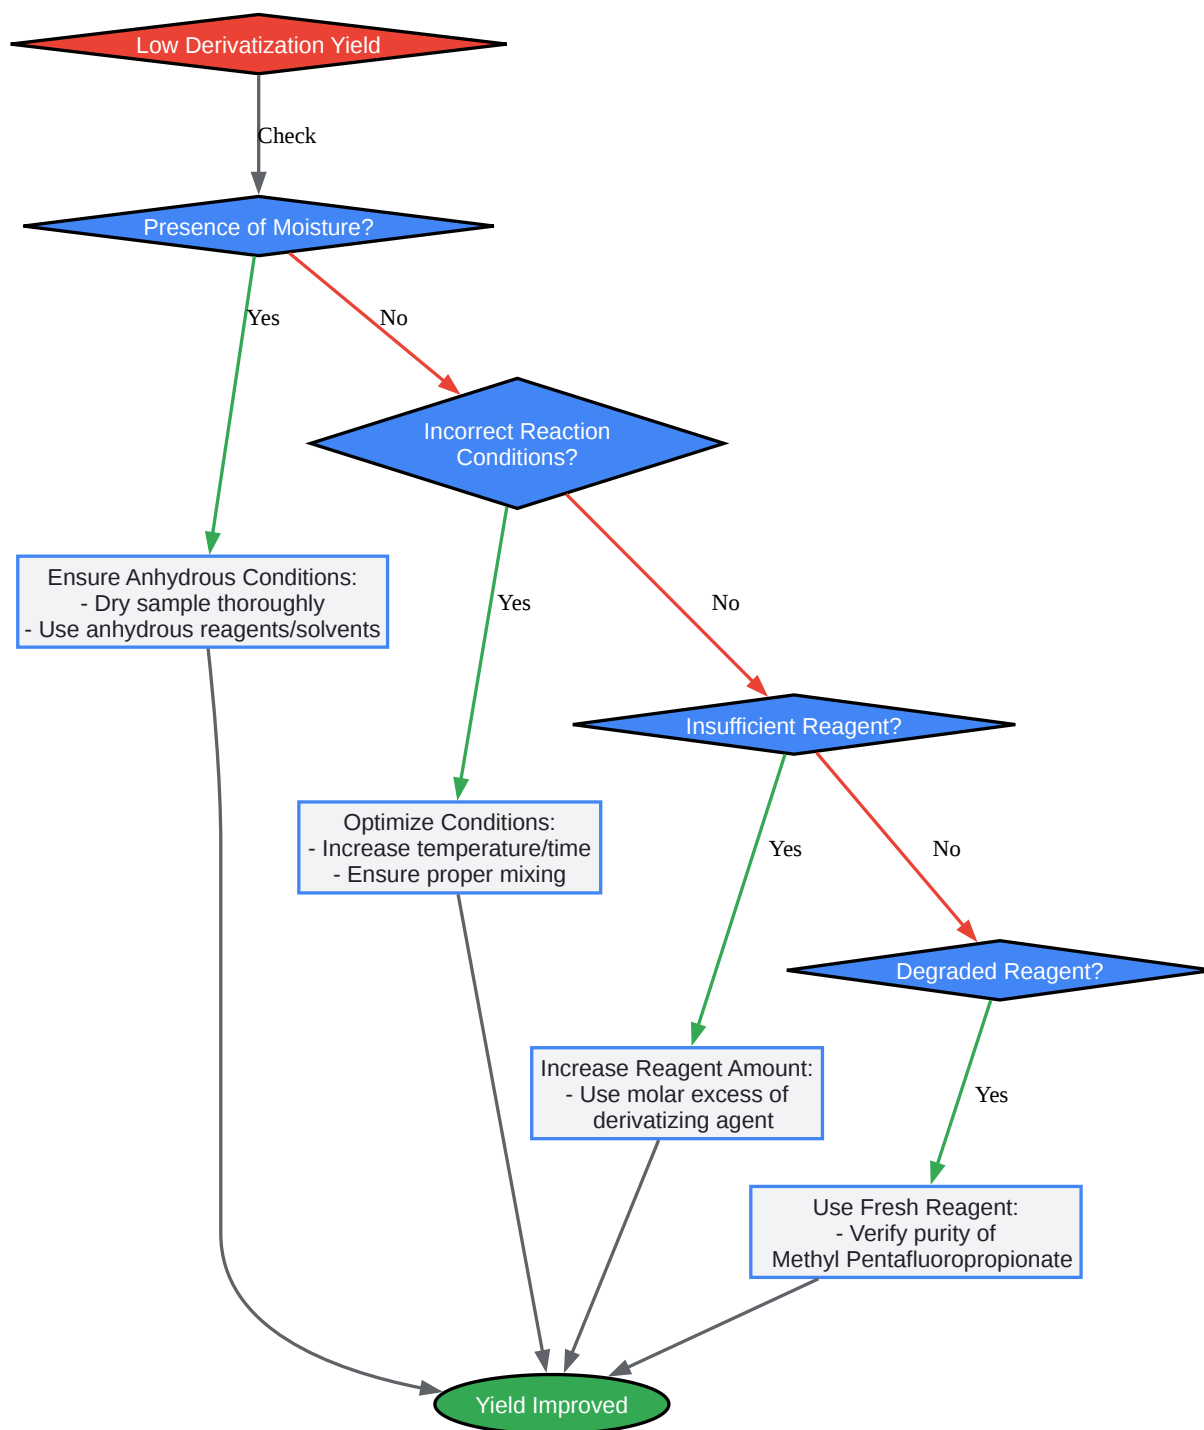 Low Derivatization Yield
Check
Presence of Moisture?
Yes
No
Incorrect Reaction
Conditions?
Ensure Anhydrous Conditions:
- Dry sample thoroughly
- Use anhydrous reagents/solvents
Yes
No
Insufficient Reagent?
Optimize Conditions:
- Increase temperature/time
- Ensure proper mixing
Yes
No
Degraded Reagent?
Increase Reagent Amount:
- Use molar excess of
derivatizing agent
Yes
Use Fresh Reagent:
- Verify purity of
Methyl Pentafluoropropionate
Yield Improved